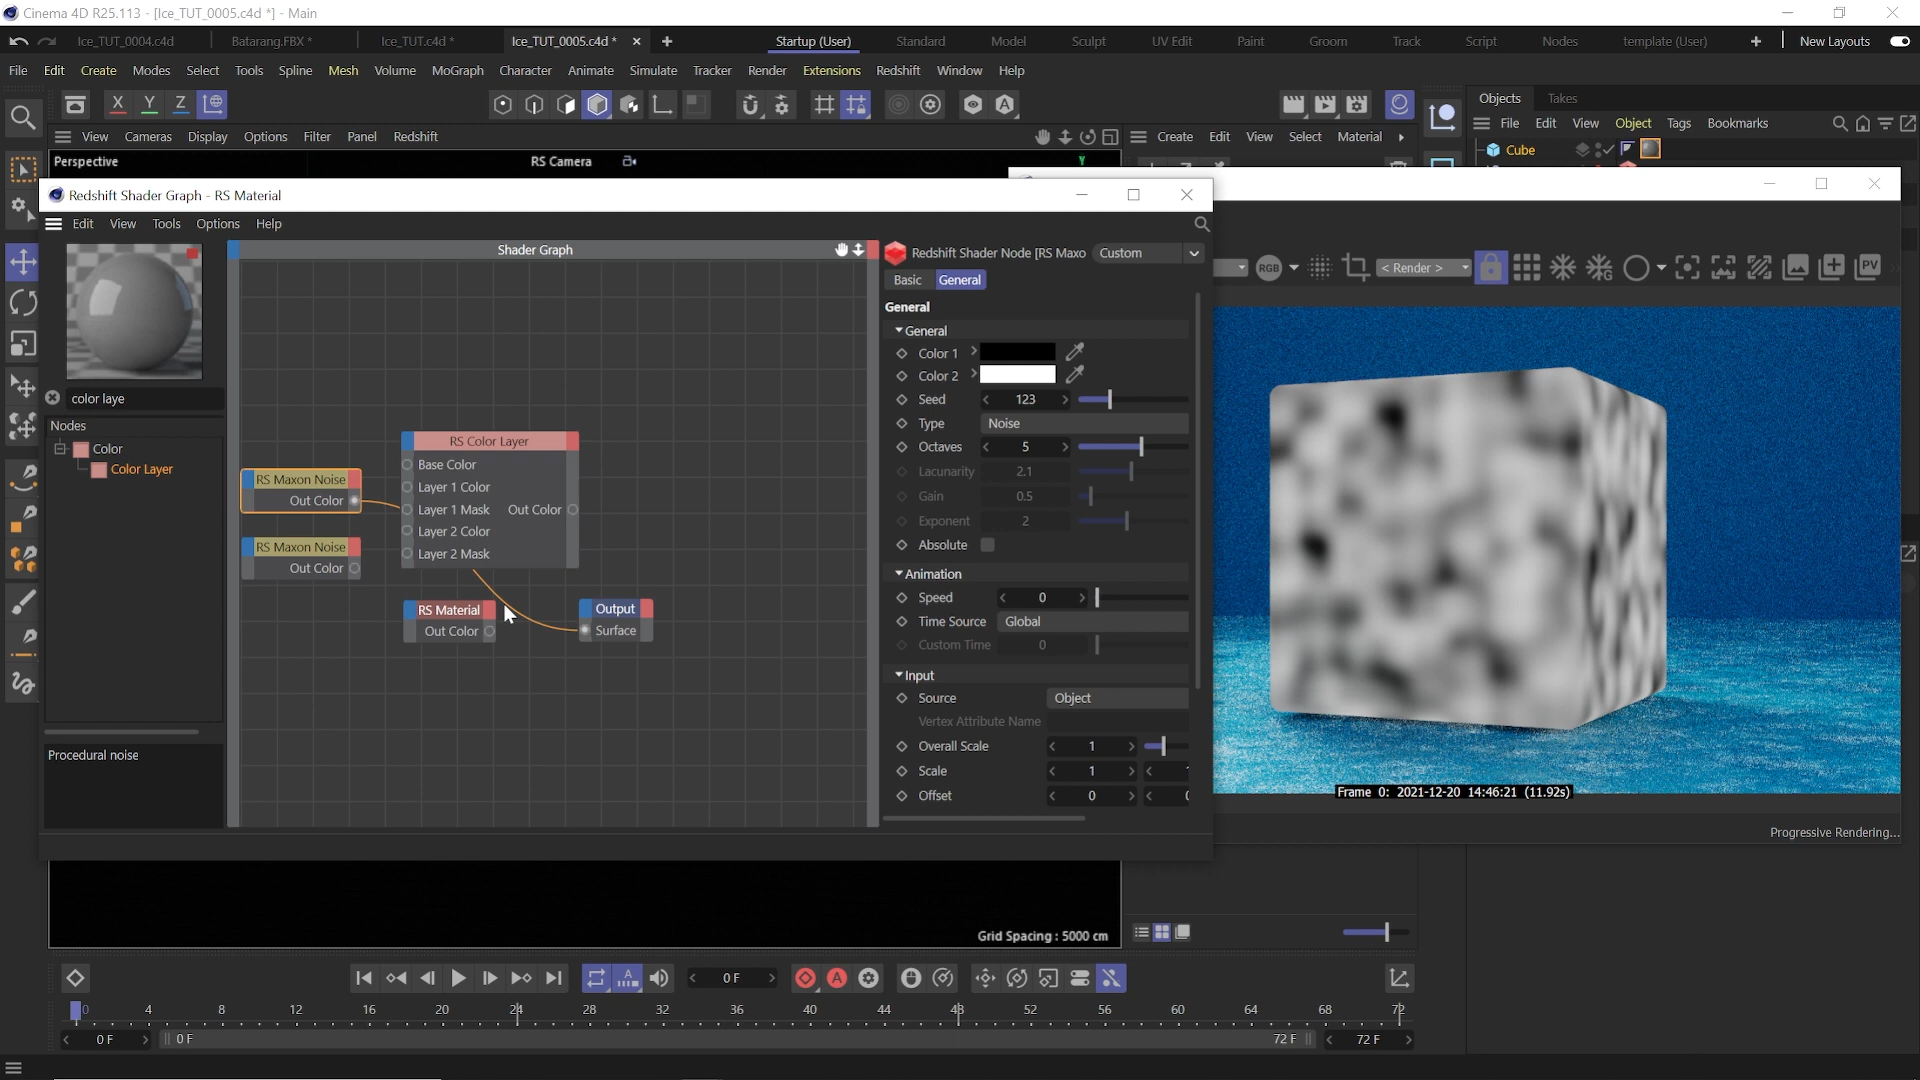 Cinema 4D R25.113 - [Ice_TUT_0005.c4d *] - Main
Ice_TUT_0004.c4d
Batarang.FBX *
Ice_TUT.c4d *
Ice_TUT_0005.c4d *
Startup (User)
Standard
Model
Sculpt
UV Edit
Paint
Groom
Track
Script
Nodes
template (User)
New Layouts
File Edit Create Modes Select Tools Spline Mesh Volume MoGraph Character Animate Simulate Tracker Render Extensions Redshift Window Help
X Y Z
Objects Takes
View Cameras Display Options Filter Panel Redshift
Create Edit View Select Material
File Edit View Object Tags Bookmarks
Perspective
RS Camera
Y
Cube
Redshift Shader Graph - RS Material
Edit View Tools Options Help
Shader Graph
Redshift Shader Node [RS Maxo
Custom
RGB
< Render >
PV
Basic General
General
General
Color 1
Color 2
Seed 123
Type Noise
Octaves 5
Lacunarity 2.1
Gain 0.5
Exponent 2
Absolute
Animation
Speed 0
Time Source Global
Custom Time 0
Input
Source Object
Vertex Attribute Name
Overall Scale 1
Scale 1
Offset 0
color laye
Nodes
Color
Color Layer
Procedural noise
RS Maxon Noise
Out Color
RS Maxon Noise
Out Color
RS Color Layer
Base Color
Layer 1 Color
Layer 1 Mask Out Color
Layer 2 Color
Layer 2 Mask
RS Material
Out Color
Output
Surface
Frame 0: 2021-12-20 14:46:21 (11.92s)
Progressive Rendering...
Grid Spacing : 5000 cm
0 F
0 4 8 12 16 20 24 28 32 36 40 44 48 52 56 60 64 68 72
0 F
0 F
72 F
72 F